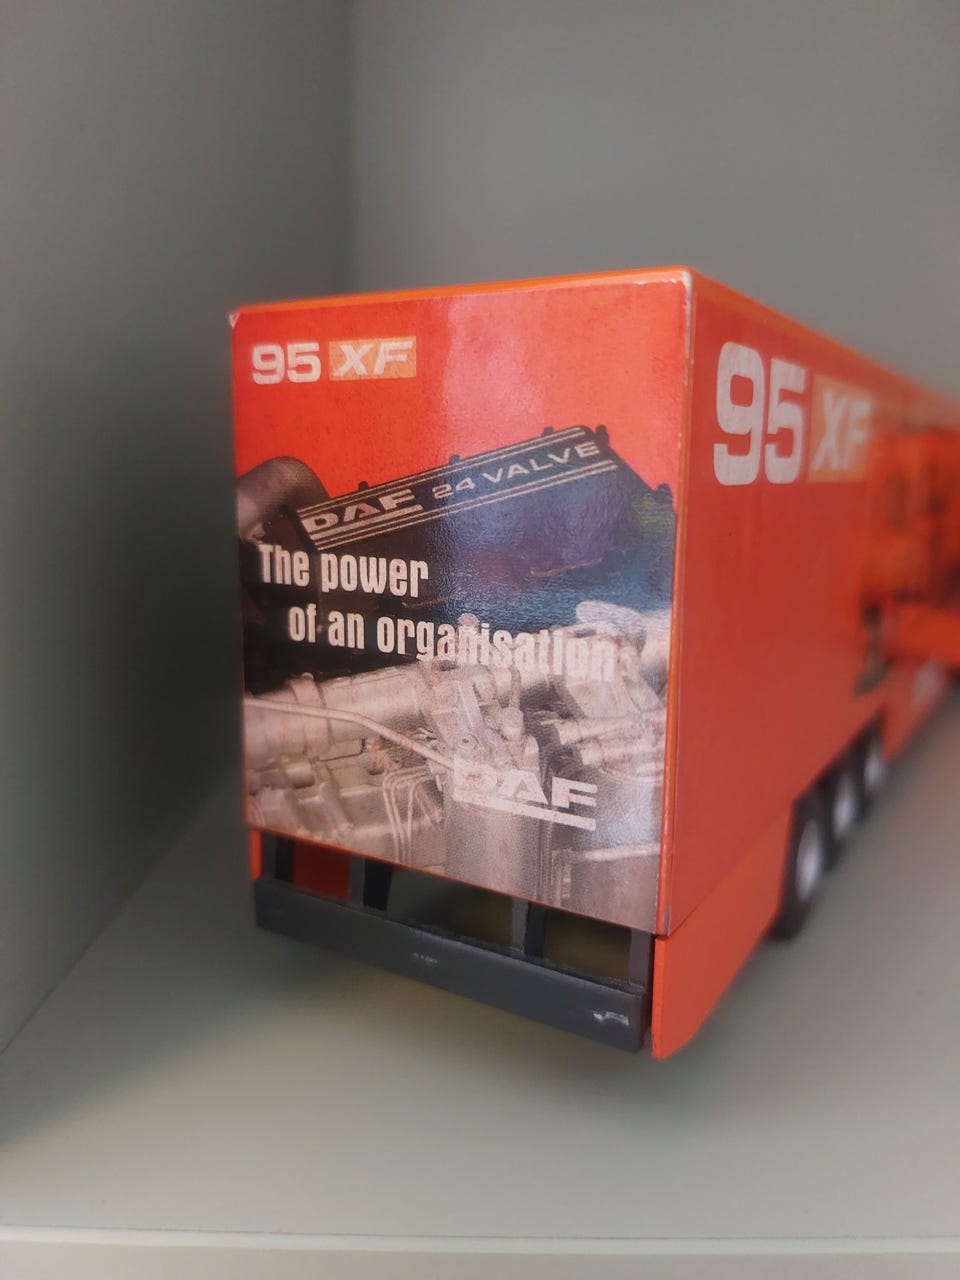 95 XF
DAF 24 VALVE
The power
of an organisation
DAF
95 XF